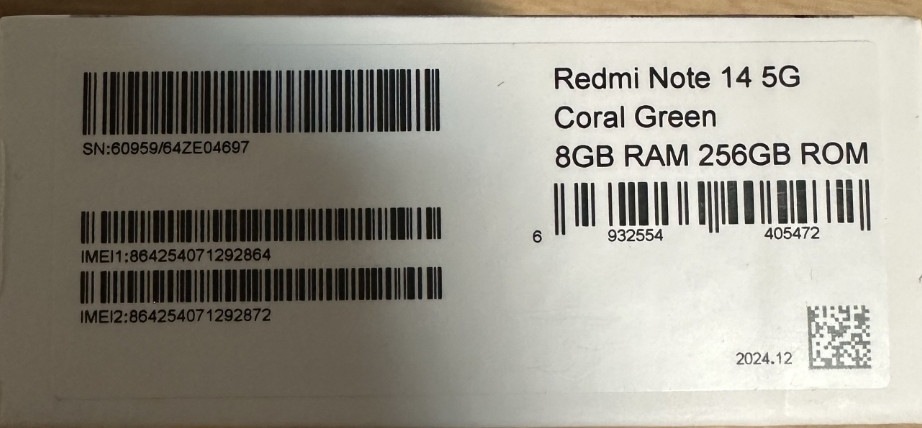 SN:60959/64ZE04697
IMEI1:864254071292864
IMEI2:864254071292872
Redmi Note 14 5G
Coral Green
8GB RAM 256GB ROM
6 932554 405472
2024.12